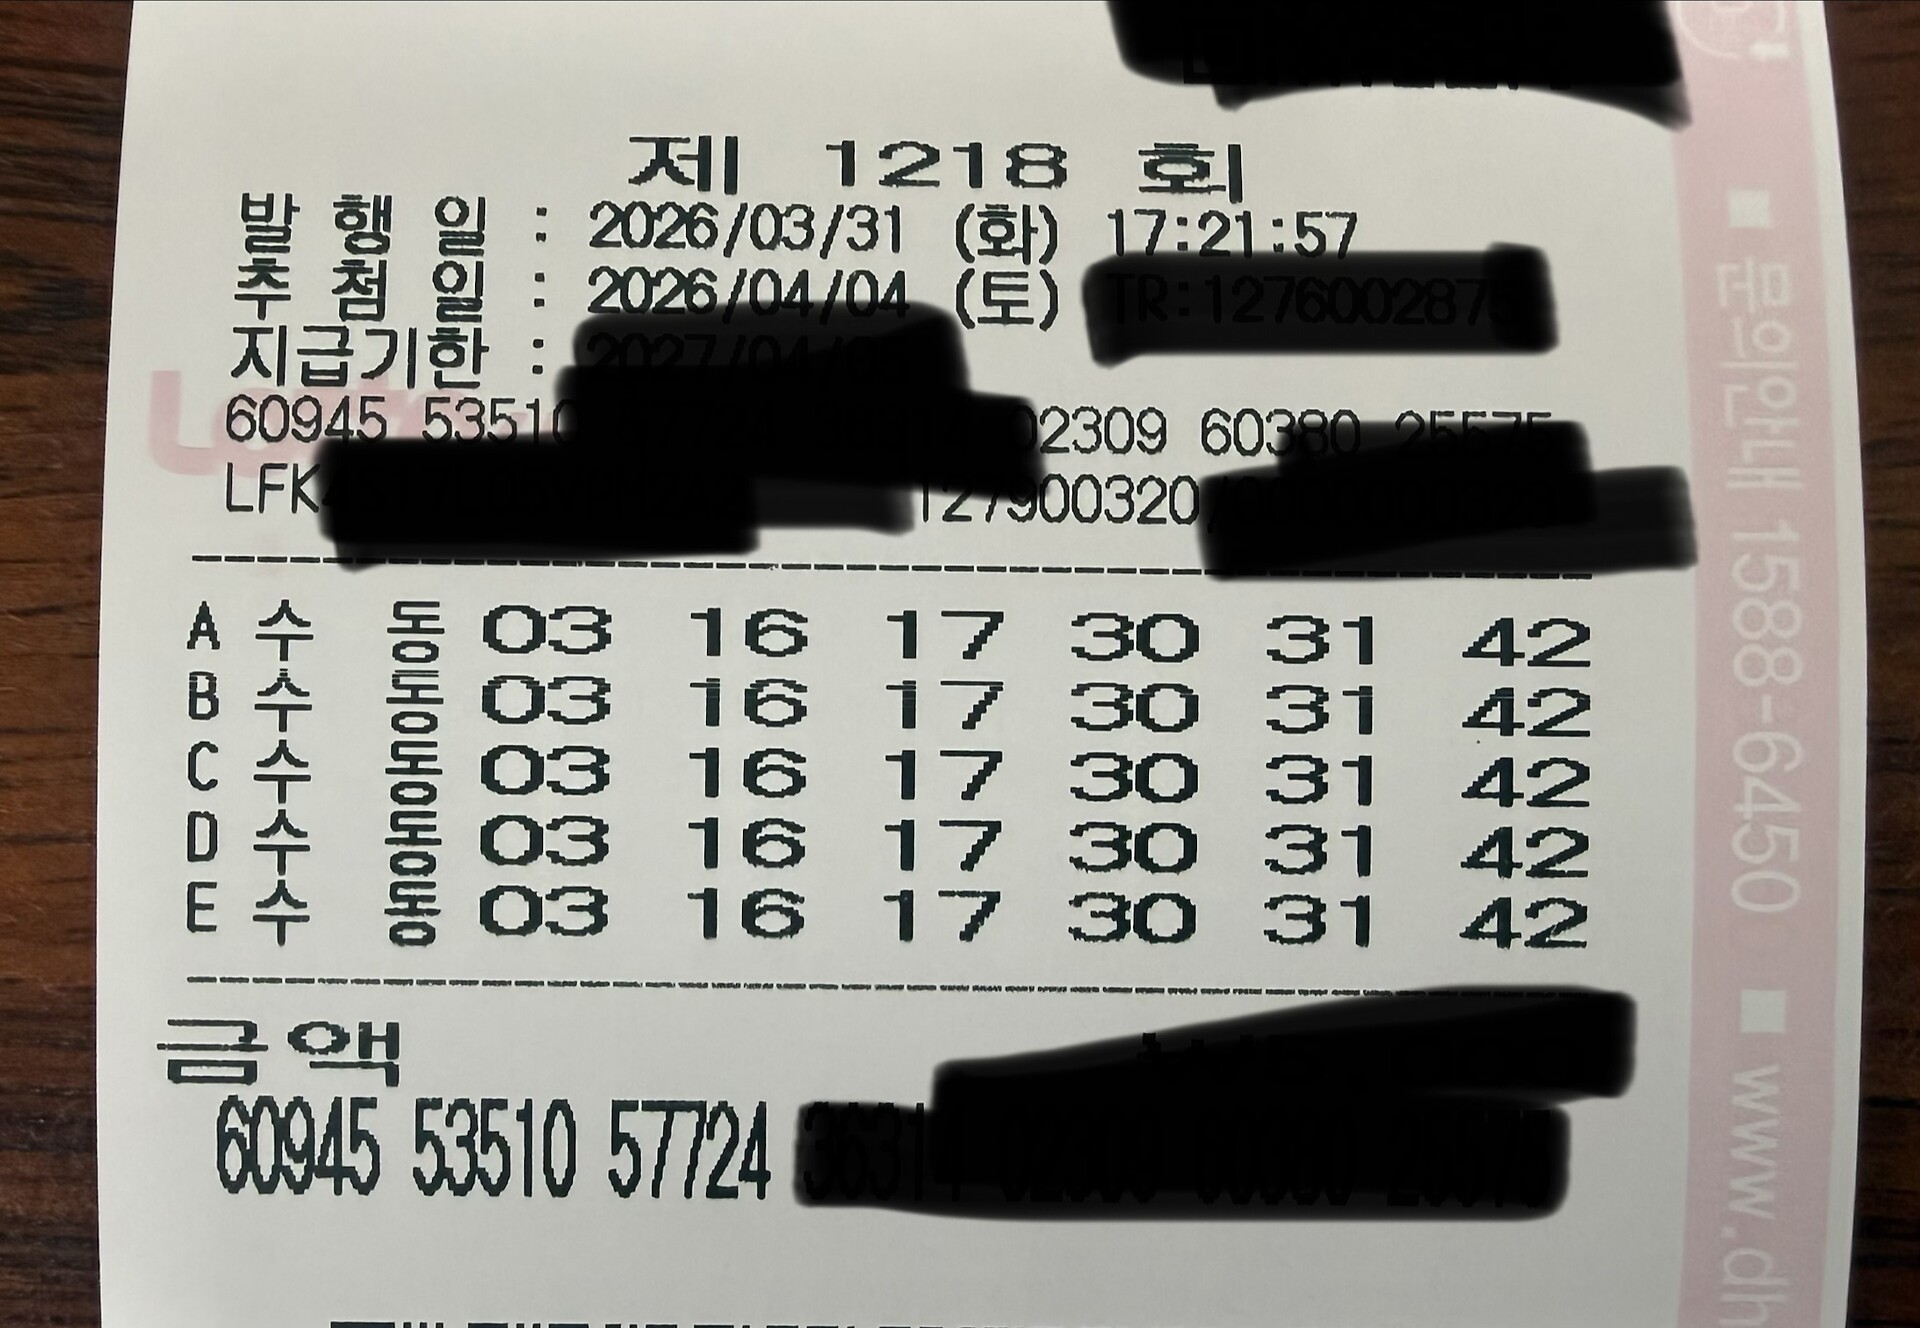 제 1218 회
발 행 일 : 2026/03/31 (화) 17:21:57
추 첨 일 : 2026/04/04 (토) TR:127600287
지급기한 :
60945 53510 02309 60380 25575
LFK 127900320
A 수 동 03 16 17 30 31 42
B 수 동 03 16 17 30 31 42
C 수 동 03 16 17 30 31 42
D 수 동 03 16 17 30 31 42
E 수 동 03 16 17 30 31 42
금액
60945 53510 57724
■ 문의안내 1588-6450 ■ www.dh